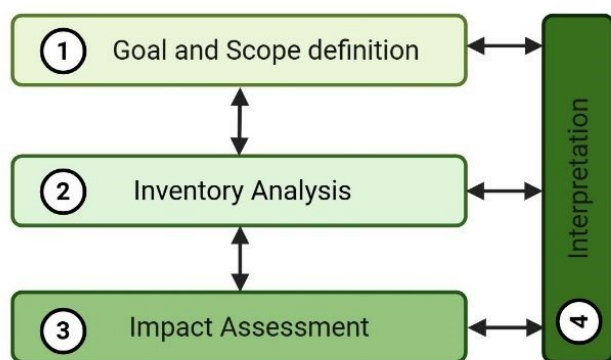 1 Goal and Scope definition
2 Inventory Analysis
3 Impact Assessment
4 Interpretation